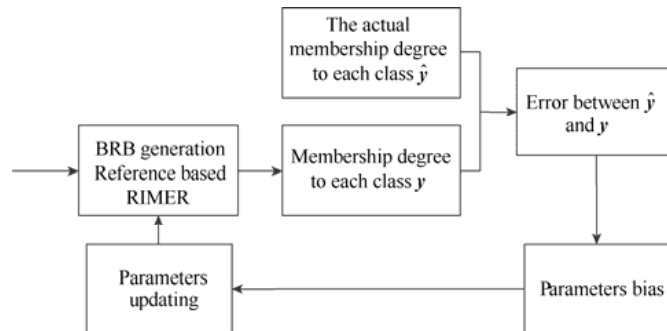 The actual
membership degree
to each class ŷ
Error between ŷ
and y
BRB generation
Reference based
RIMER
Membership degree
to each class y
Parameters
updating
Parameters bias